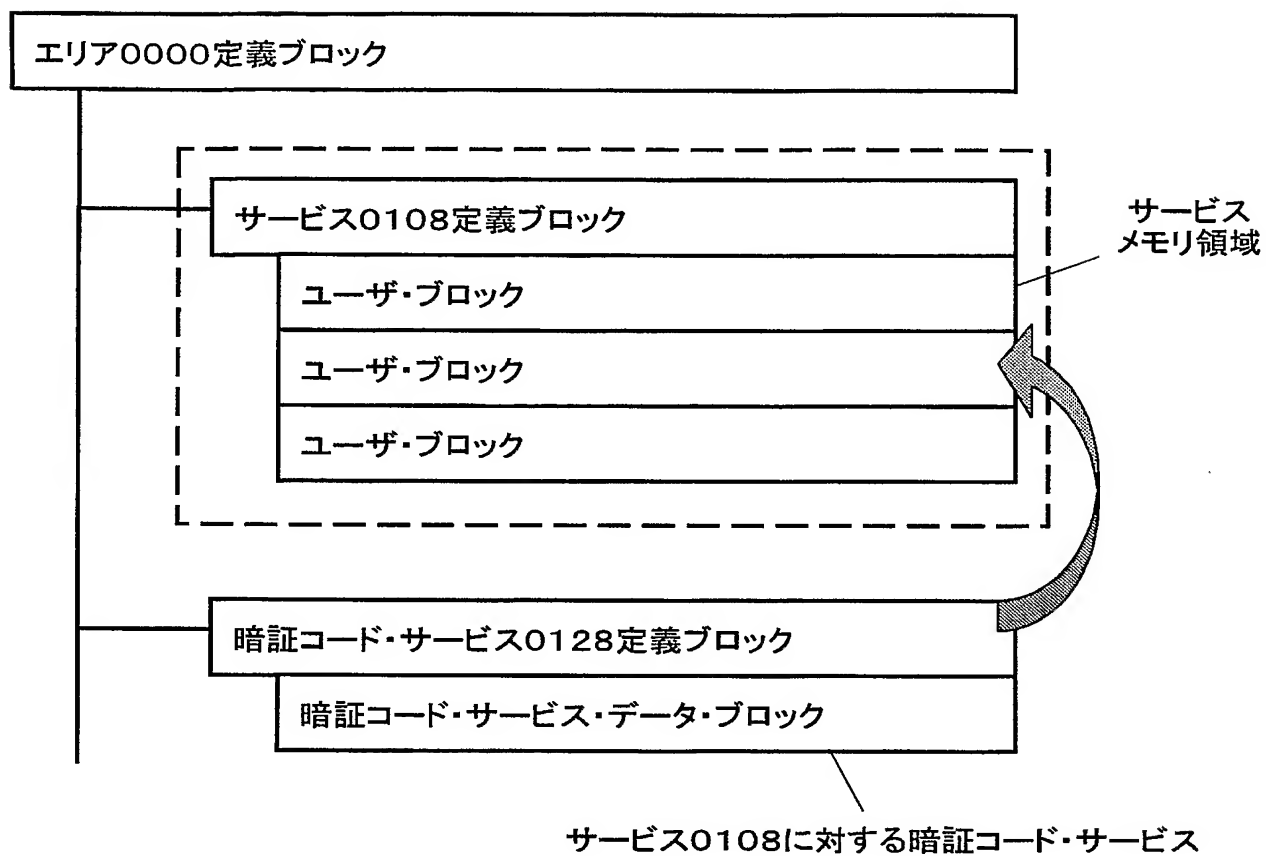 エリア0000定義ブロック
サービス0108定義ブロック
サービス
メモリ領域
ユーザ・ブロック
ユーザ・ブロック
ユーザ・ブロック
暗証コード・サービス0128定義ブロック
暗証コード・サービス・データ・ブロック
サービス0108に対する暗証コード・サービス